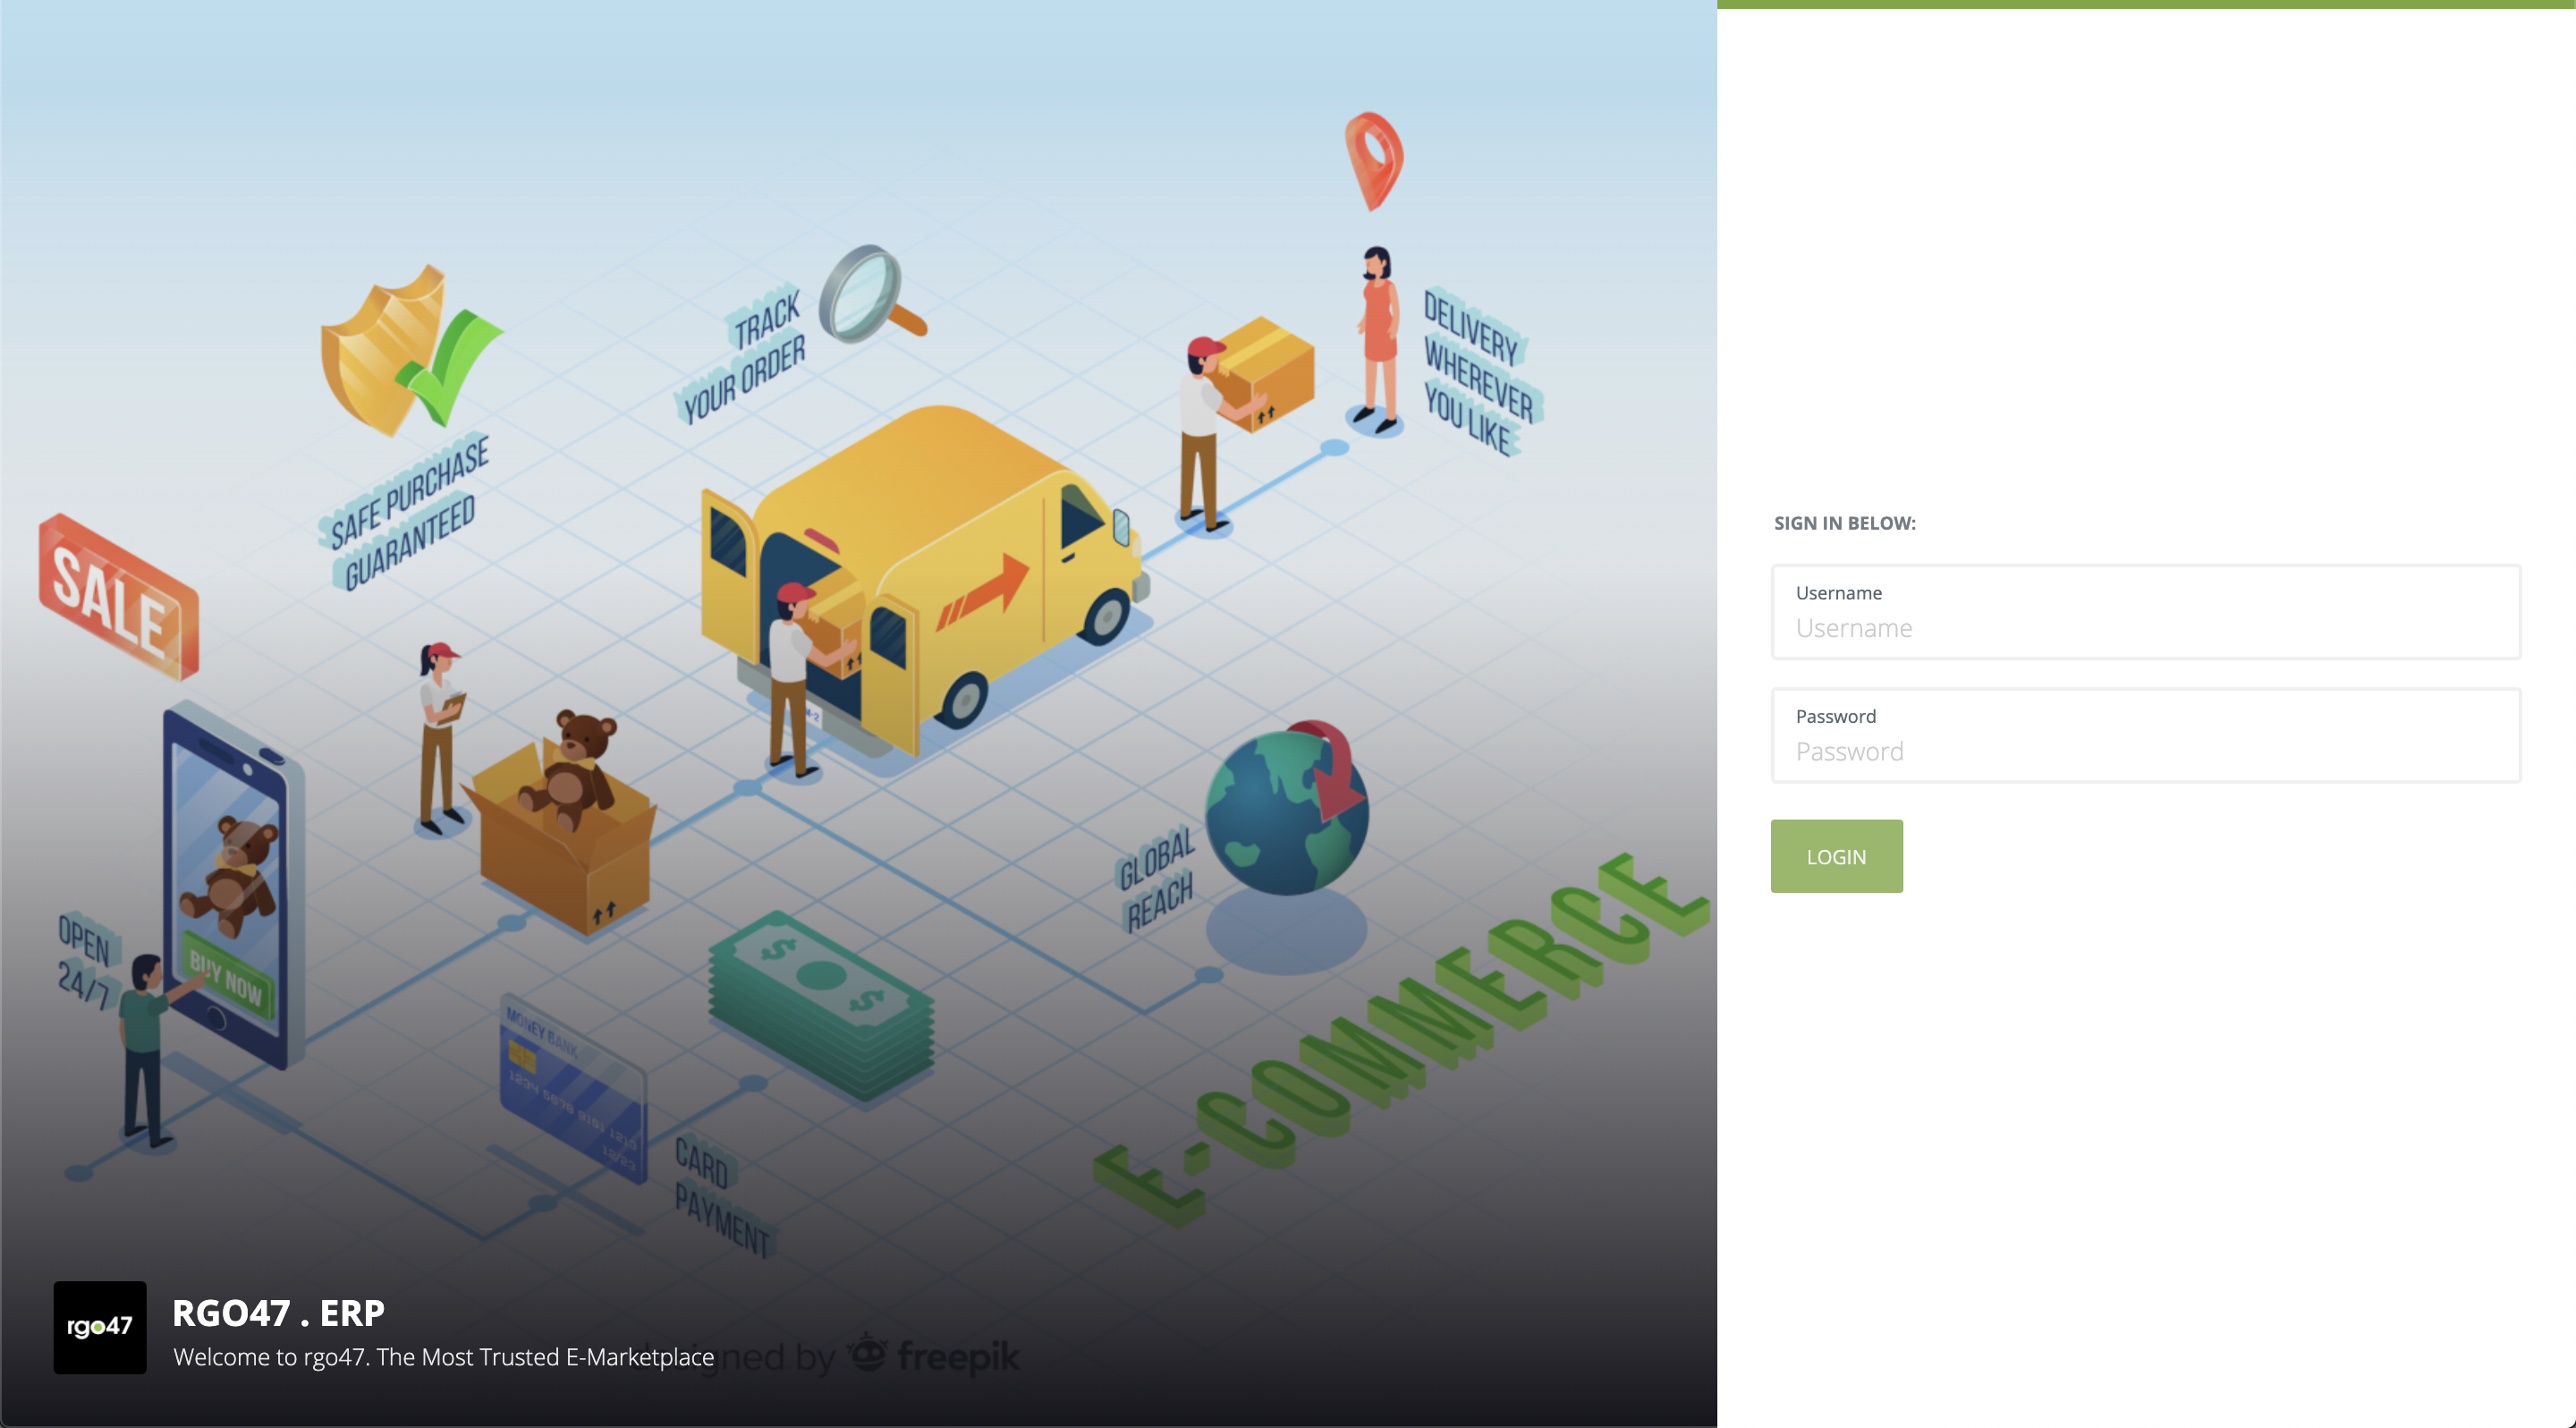 TRACK
YOUR ORDER
DELIVERY
WHEREVER
YOU LIKE
SAFE PURCHASE
GUARANTEED
SALE
GLOBAL
REACH
OPEN
24/7
BUY NOW
MONEY BANK
1234 5678 9101 1213
12/23
CARD
PAYMENT
E-COMMERCE
rgo47
RGO47 . ERP
Welcome to rgo47. The Most Trusted E-Marketplace
by freepik
SIGN IN BELOW:
Username
Username
Password
Password
LOGIN